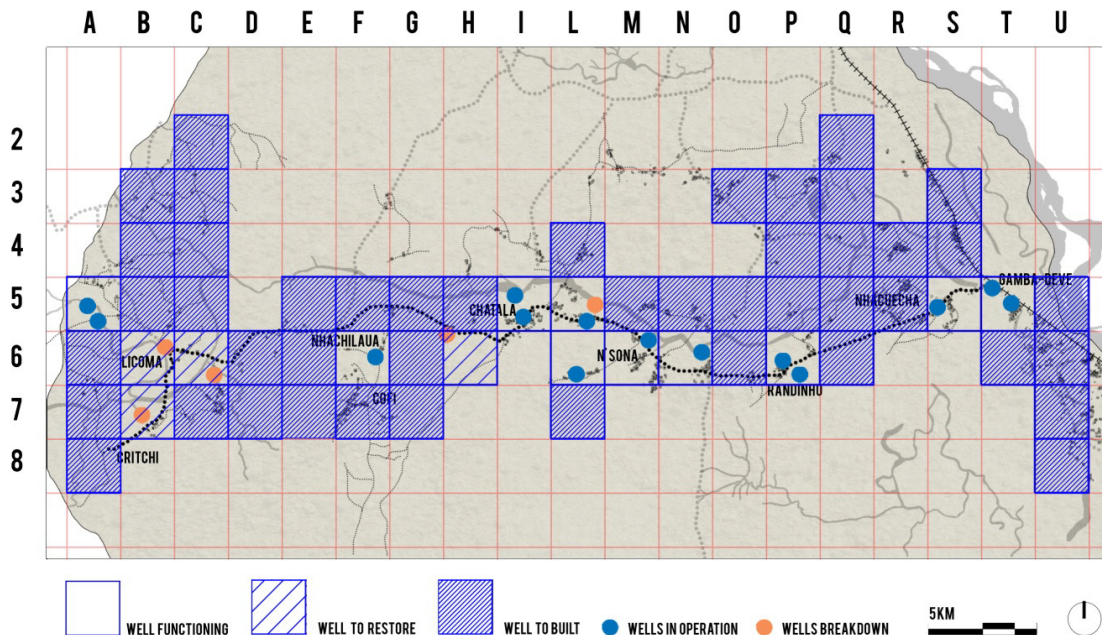 A B C D E F G H I L M N O P Q R S T U
2
3
4
5
6
7
8
GAMBA-DEVE
NHACUECHA
CHATALA
NHACHILAUA
N'SONA
LICOMA
RANDINHU
COFI
CRITCHI
WELL FUNCTIONING
WELL TO RESTORE
WELL TO BUILT
WELLS IN OPERATION
WELLS BREAKDOWN
5KM